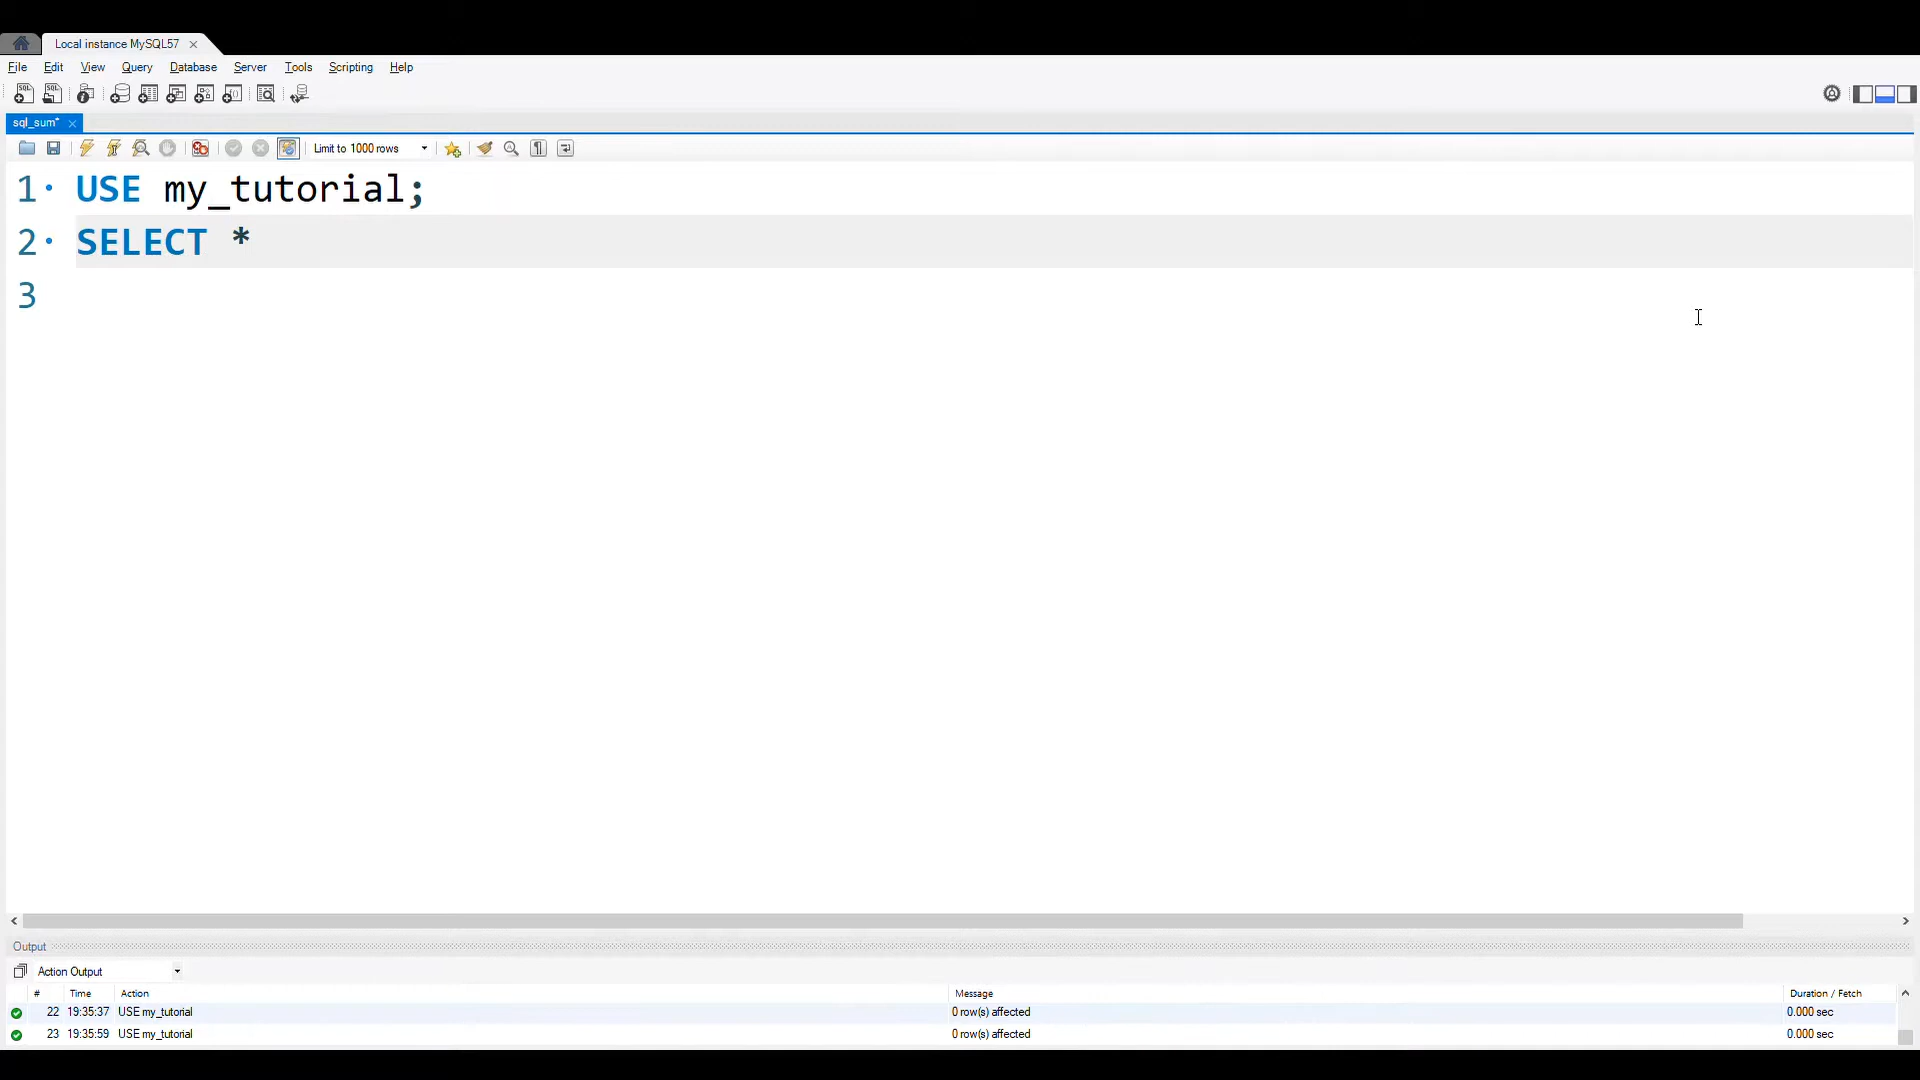 Local instance MySQL57
File Edit View Query Database Server Tools Scripting Help
sql_sum*
Limit to 1000 rows
1 USE my_tutorial;
2 SELECT *
3
Output
Action Output
# Time Action Message Duration / Fetch
22 19:35:37 USE my_tutorial 0 row(s) affected 0.000 sec
23 19:35:59 USE my_tutorial 0 row(s) affected 0.000 sec